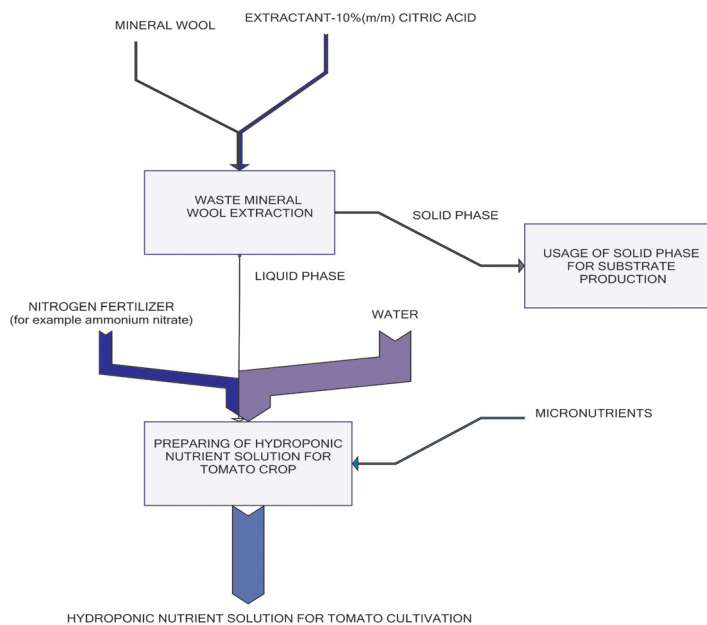 MINERAL WOOL
EXTRACTANT-10%(m/m) CITRIC ACID
WASTE MINERAL
WOOL EXTRACTION
SOLID PHASE
USAGE OF SOLID PHASE
FOR SUBSTRATE
PRODUCTION
LIQUID PHASE
NITROGEN FERTILIZER
(for example ammonium nitrate)
WATER
MICRONUTRIENTS
PREPARING OF HYDROPONIC
NUTRIENT SOLUTION FOR
TOMATO CROP
HYDROPONIC NUTRIENT SOLUTION FOR TOMATO CULTIVATION